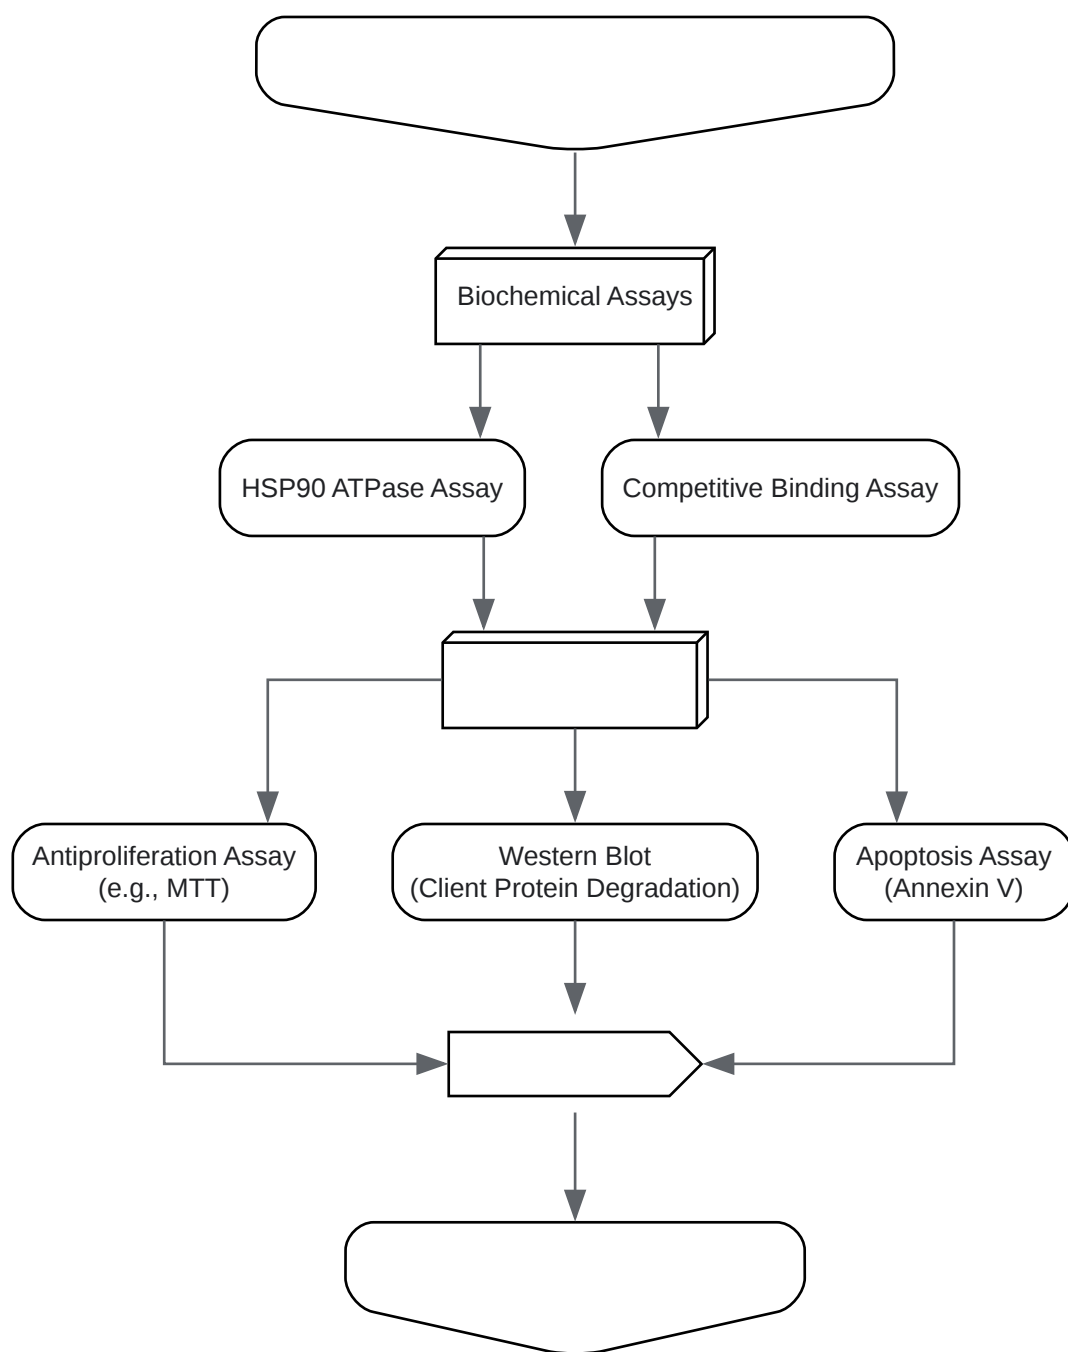 Biochemical Assays
HSP90 ATPase Assay
Competitive Binding Assay
Antiproliferation Assay
(e.g., MTT)
Western Blot
(Client Protein Degradation)
Apoptosis Assay
(Annexin V)